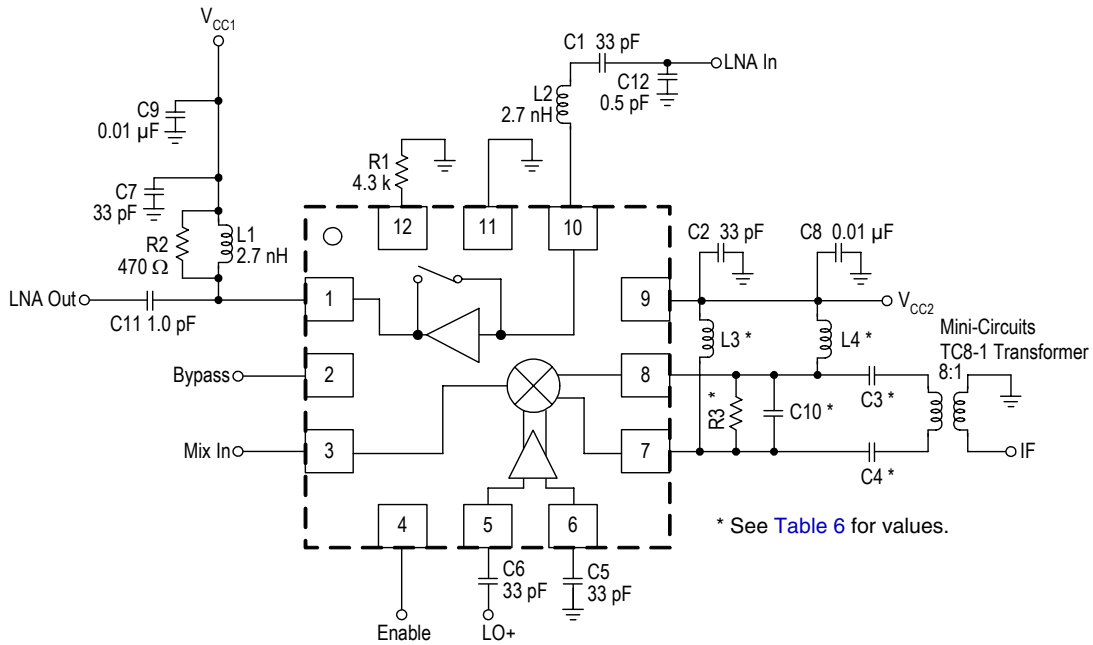 VCC1
C1 33 pF
LNA In
C12
0.5 pF
L2
2.7 nH
C9
0.01 µF
R1
4.3 k
C7
33 pF
R2
470 Ω
L1
2.7 nH
12
11
10
C2 33 pF
C8 0.01 µF
LNA Out
C11 1.0 pF
1
9
VCC2
L3 *
L4 *
Mini-Circuits
TC8-1 Transformer
8:1
Bypass
2
8
R3 *
C10 *
C3 *
Mix In
3
7
C4 *
IF
4
5
6
* See Table 6 for values.
C6
33 pF
C5
33 pF
Enable
LO+